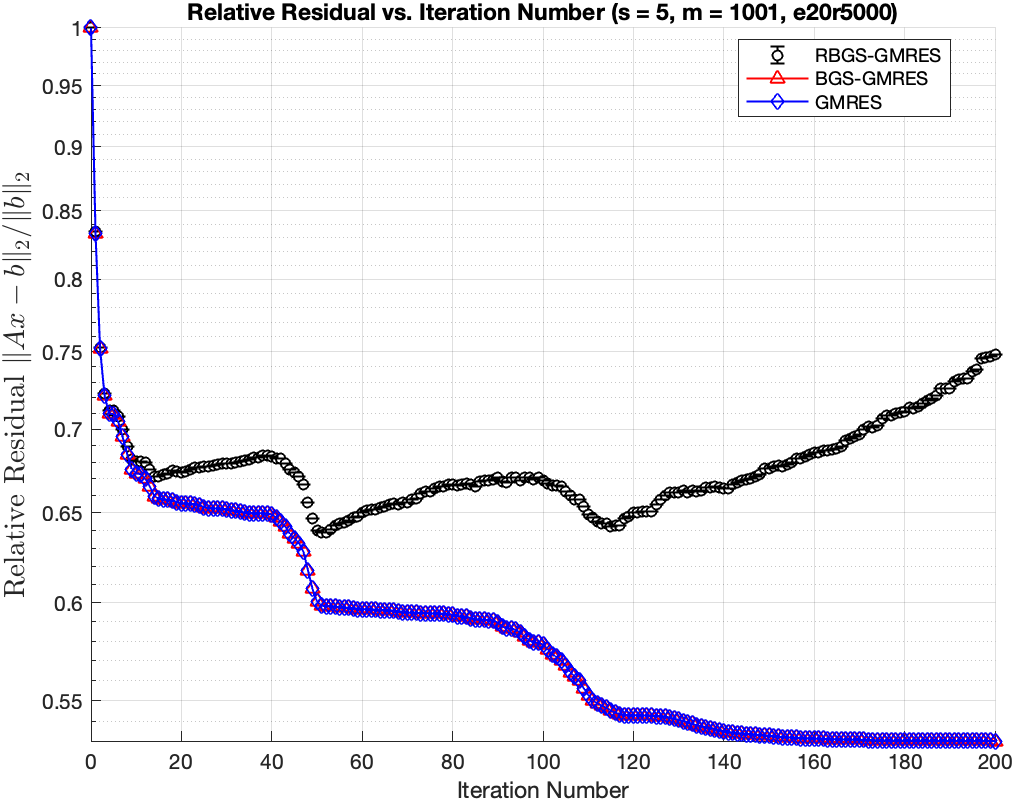 Relative Residual vs. Iteration Number (s = 5, m = 1001, e20r5000)
RBGS-GMRES
BGS-GMRES
GMRES
Relative Residual ||Ax − b||₂/||b||₂
1
0.95
0.9
0.85
0.8
0.75
0.7
0.65
0.6
0.55
0 20 40 60 80 100 120 140 160 180 200
Iteration Number